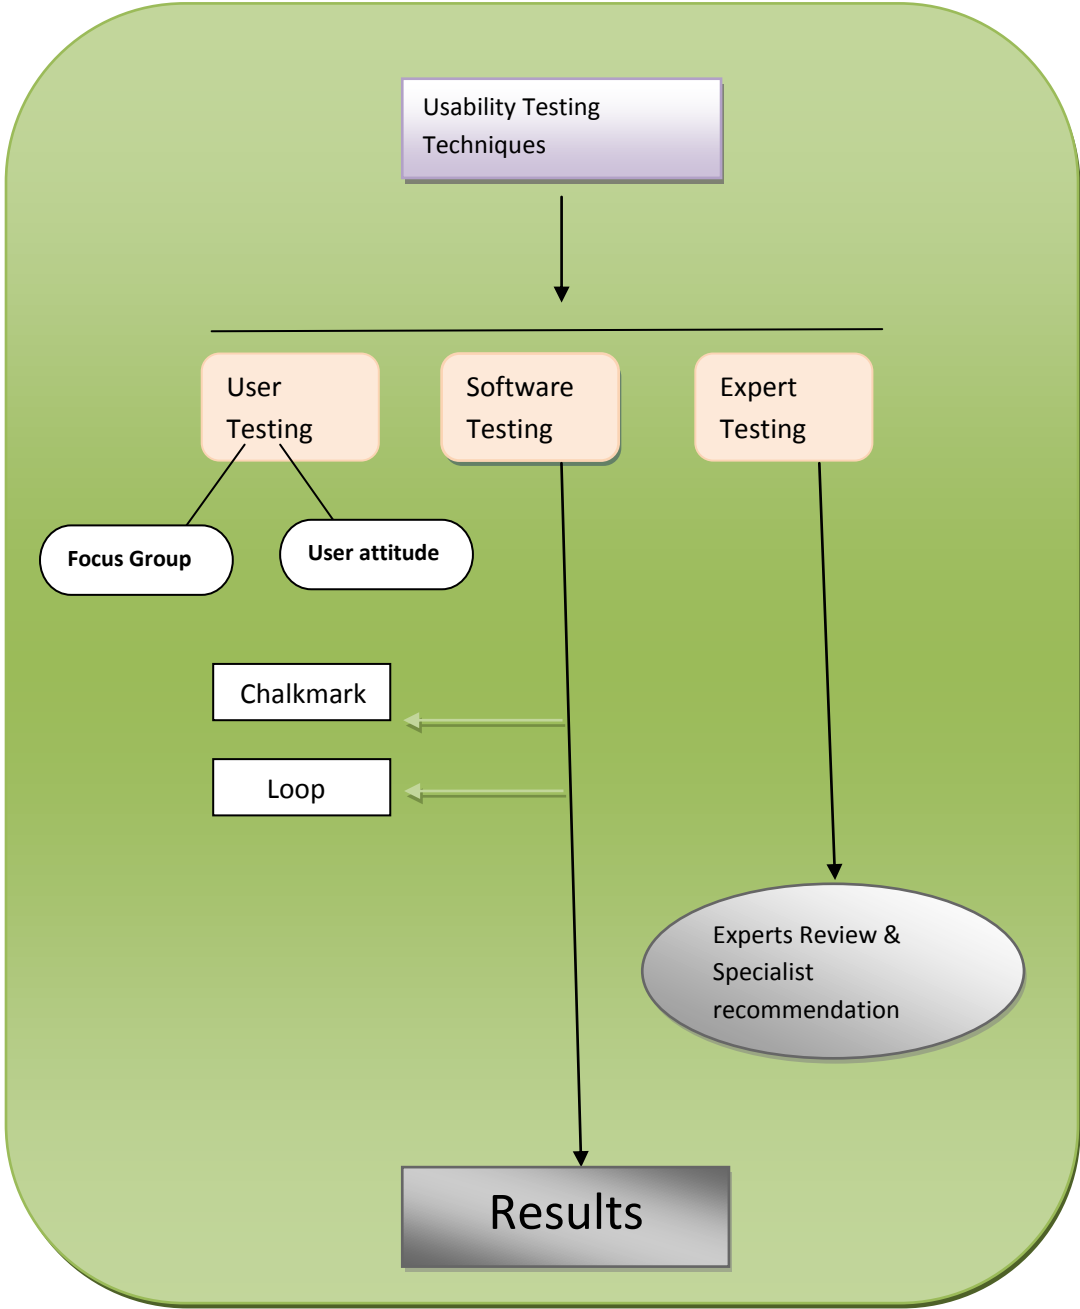 Usability Testing
Techniques
User
Testing
Software
Testing
Expert
Testing
Focus Group
User attitude
Chalkmark
Loop
Experts Review &
Specialist
recommendation
Results